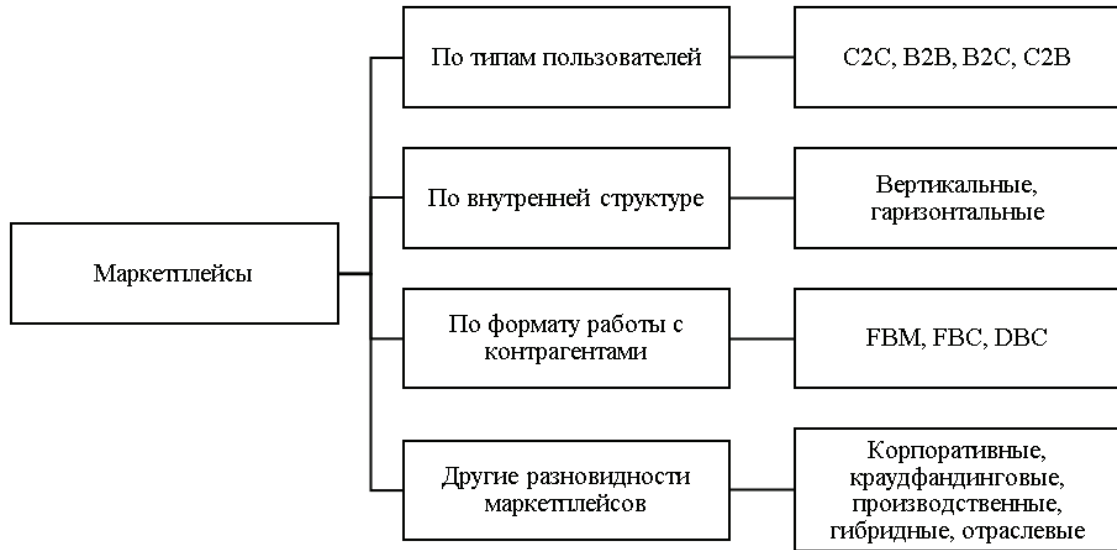 Маркетплейсы
По типам пользователей
C2C, B2B, B2C, C2B
По внутренней структуре
Вертикальные,
гаризонтальные
По формату работы с
контрагентами
FBM, FBC, DBC
Другие разновидности
маркетплейсов
Корпоративные,
краудфандинговые,
производственные,
гибридные, отраслевые